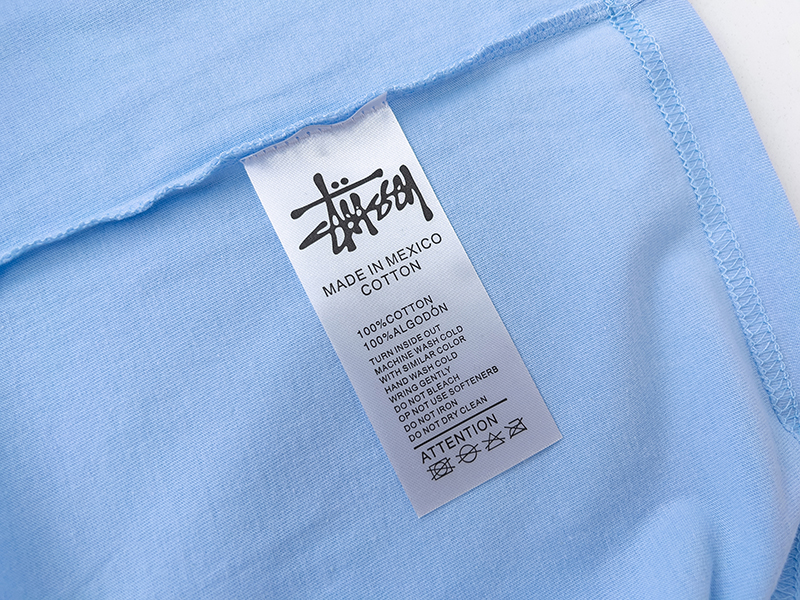 Stüssy
MADE IN MEXICO
COTTON
100%COTTON
100%ALGODÓN
TURN INSIDE OUT
MACHINE WASH COLD
WITH SIMILAR COLOR
HAND WASH COLD
WRING GENTLY
DO NOT BLEACH
OP NOT USE SOFTENERB
DO NOT IRON
DO NOT DRY CLEAN
ATTENTION